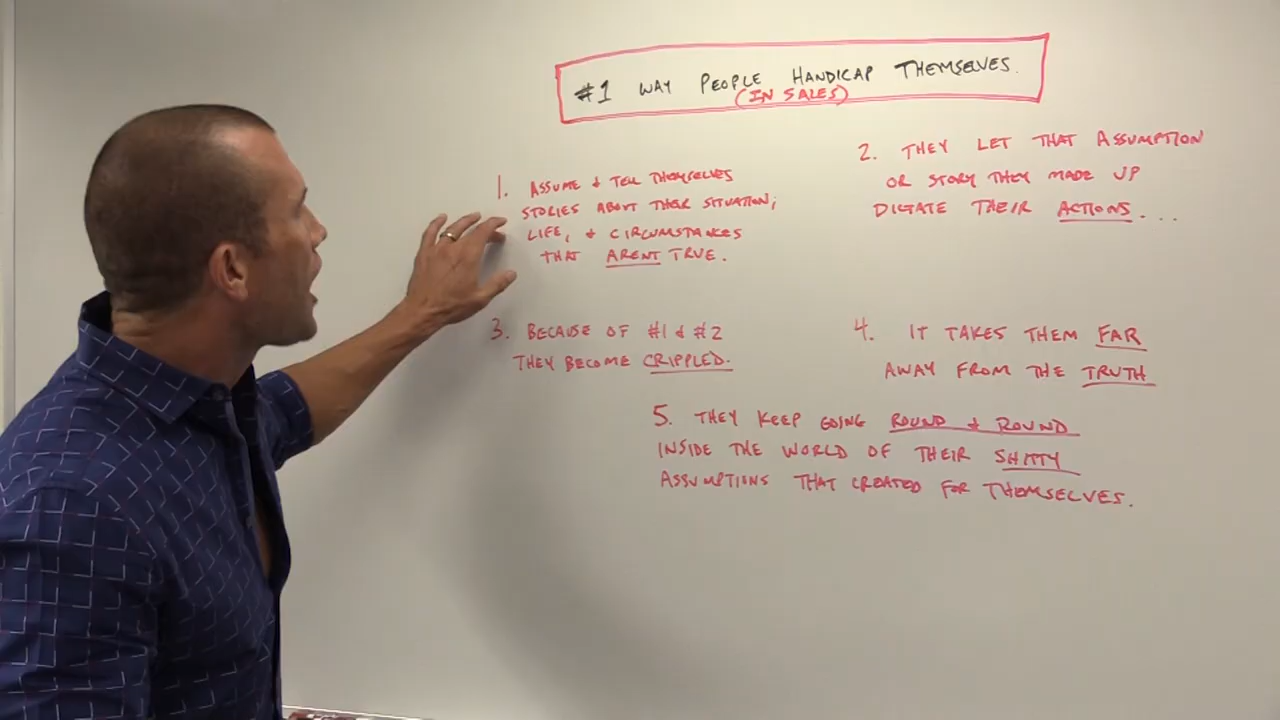 #1 WAY PEOPLE HANDICAP THEMSELVES.
(IN SALES)
1. ASSUME & TELL THEMSELVES
STORIES ABOUT THEIR SITUATION,
LIFE, & CIRCUMSTANCES
THAT ARENT TRUE.
2. THEY LET THAT ASSUMPTION
OR STORY THEY MADE UP
DICTATE THEIR ACTIONS...
3. BECAUSE OF #1 & #2
THEY BECOME CRIPPLED.
4. IT TAKES THEM FAR
AWAY FROM THE TRUTH
5. THEY KEEP GOING ROUND & ROUND
INSIDE THE WORLD OF THEIR SHITTY
ASSUMPTIONS THAT CREATED FOR THEMSELVES.